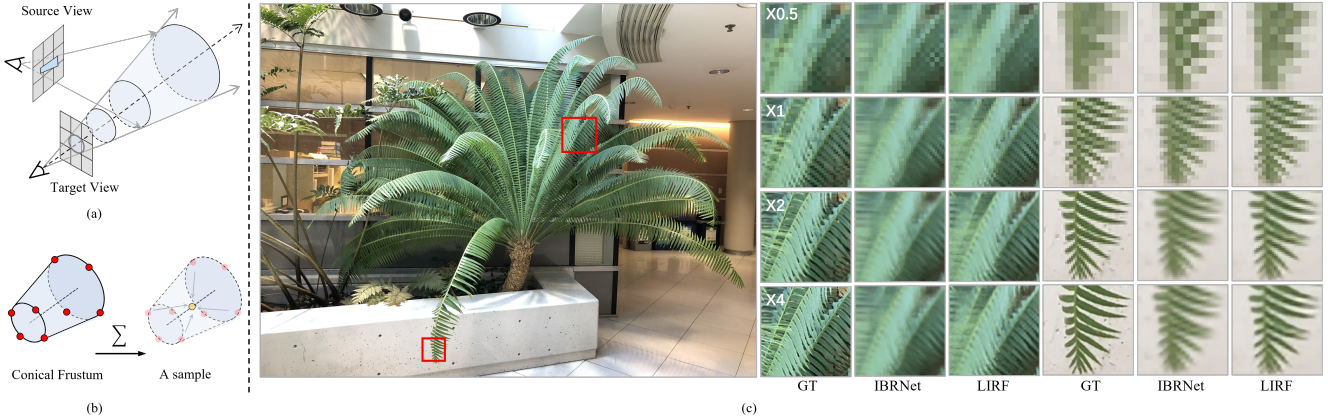 Source View
Target View
(a)
Conical Frustum
∑
A sample
(b)
X0.5
X1
X2
X4
GT IBRNet LIRF GT IBRNet LIRF
(c)